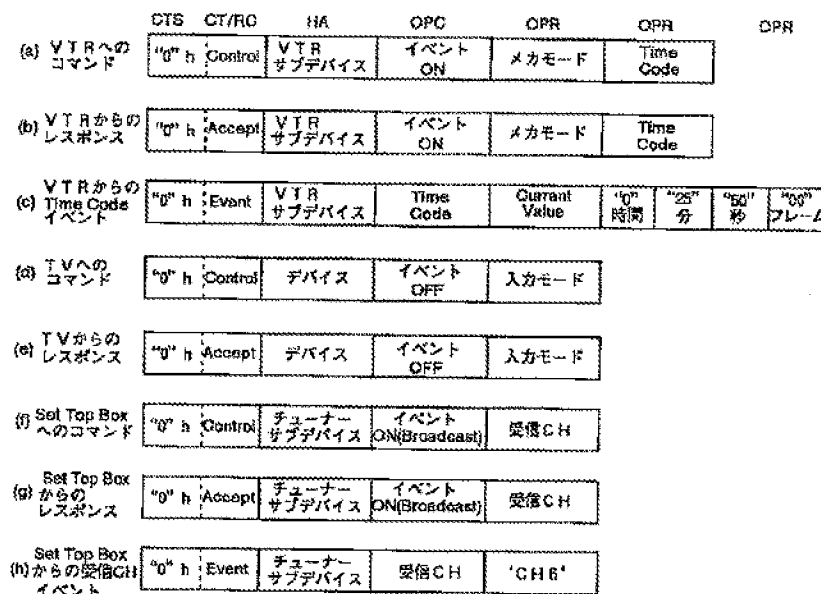 CTS CT/RC HA OPC OPR OPR OPR
(a) VTRへの
コマンド
"0" h Control VTR
サブデバイス イベント
ON メカモード Time
Code
(b) VTRからの
レスポンス
"0" h Accept VTR
サブデバイス イベント
ON メカモード Time
Code
(c) VTRからの
Time Code
イベント
"0" h Event VTR
サブデバイス Time
Code Currant
Value "0"
時間 "25"
分 "50"
秒 "00"
フレーム
(d) TVへの
コマンド
"0" h Control デバイス イベント
OFF 入力モード
(e) TVからの
レスポンス
"0" h Accept デバイス イベント
OFF 入力モード
(f) Set Top Box
へのコマンド
"0" h Control チューナー
サブデバイス イベント
ON(Broadcast) 受信CH
(g) Set Top Box
からの
レスポンス
"0" h Accept チューナー
サブデバイス イベント
ON(Broadcast) 受信CH
(h) Set Top Box
からの受信CH
イベント
"0" h Event チューナー
サブデバイス 受信CH 'CH6'